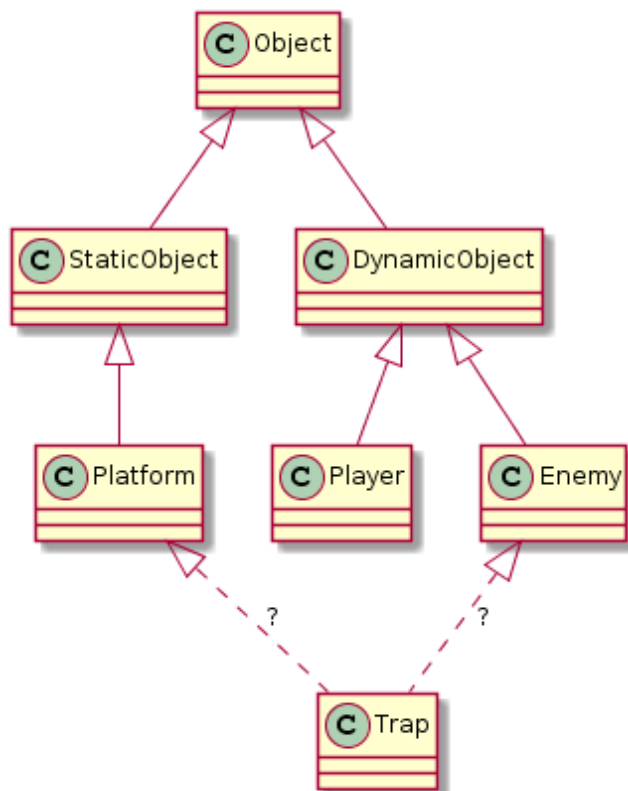 C Object
C StaticObject
C DynamicObject
C Platform
C Player
C Enemy
?
?
C Trap